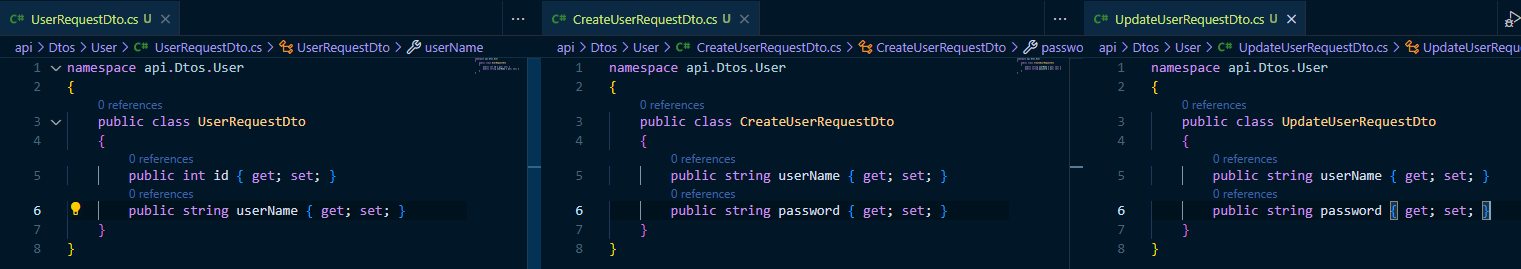 C# UserRequestDto.cs U ×
api > Dtos > User > C# UserRequestDto.cs > UserRequestDto > userName
1 namespace api.Dtos.User
2 {
0 references
3 public class UserRequestDto
4 {
0 references
5 public int id { get; set; }
0 references
6 public string userName { get; set; }
7 }
8 }
C# CreateUserRequestDto.cs U ×
api > Dtos > User > C# CreateUserRequestDto.cs > CreateUserRequestDto > passwo
1 namespace api.Dtos.User
2 {
0 references
3 public class CreateUserRequestDto
4 {
0 references
5 public string userName { get; set; }
0 references
6 public string password { get; set; }
7 }
8 }
C# UpdateUserRequestDto.cs U ×
api > Dtos > User > C# UpdateUserRequestDto.cs > UpdateUserReque
1 namespace api.Dtos.User
2 {
0 references
3 public class UpdateUserRequestDto
4 {
0 references
5 public string userName { get; set; }
0 references
6 public string password { get; set; }
7 }
8 }